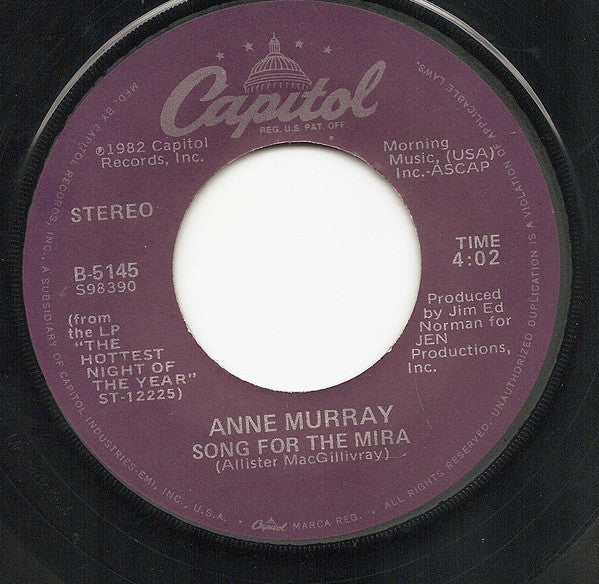 Capitol
REG. U.S. PAT. OFF.
℗1982 Capitol
Records, Inc.
Morning
Music, (USA)
Inc.-ASCAP
STEREO
TIME
4:02
B-5145
S98390
(from
the LP
"THE
HOTTEST
NIGHT OF
THE YEAR"
ST-12225)
Produced
by Jim Ed
Norman for
JEN
Productions,
Inc.
ANNE MURRAY
SONG FOR THE MIRA
(Allister MacGillivray)
MFD. BY CAPITOL RECORDS, INC., A SUBSIDIARY OF CAPITOL INDUSTRIES-EMI, INC., U.S.A. • Capitol MARCA REG. • ALL RIGHTS RESERVED. UNAUTHORIZED DUPLICATION IS A VIOLATION OF APPLICABLE LAWS.